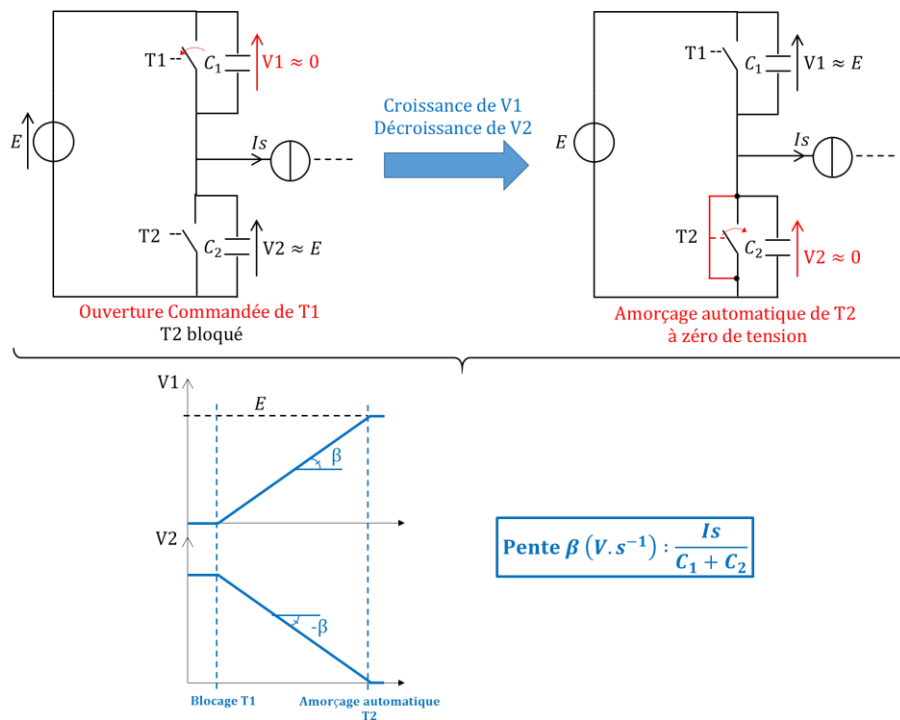 T1
C₁
V1 ≈ 0
E
Is
T2
C₂
V2 ≈ E
Ouverture Commandée de T1
T2 bloqué
Croissance de V1
Décroissance de V2
T1
C₁
V1 ≈ E
E
Is
T2
C₂
V2 ≈ 0
Amorçage automatique de T2
à zéro de tension
V1
E
β
V2
-β
Blocage T1
Amorçage automatique
T2
Pente β (V.s⁻¹) : Is / (C₁ + C₂)